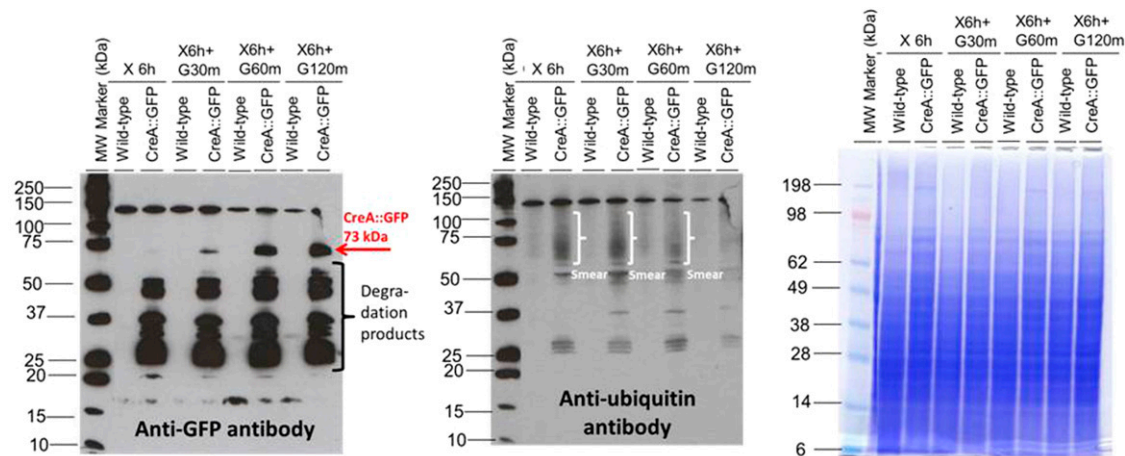 MW Marker (kDa)
X 6h
X6h+
G30m
X6h+
G60m
X6h+
G120m
Wild-type
CreA::GFP
Wild-type
CreA::GFP
Wild-type
CreA::GFP
Wild-type
CreA::GFP
250
150
100
75
50
37
25
20
15
10
CreA::GFP
73 kDa
Degra-
dation
products
Anti-GFP antibody
MW Marker (kDa)
X 6h
X6h+
G30m
X6h+
G60m
X6h+
G120m
Wild-type
CreA::GFP
Wild-type
CreA::GFP
Wild-type
CreA::GFP
Wild-type
CreA::GFP
250
150
100
75
50
37
25
20
15
10
Smear
Smear
Smear
Anti-ubiquitin
antibody
MW Marker (kDa)
X 6h
X6h+
G30m
X6h+
G60m
X6h+
G120m
Wild-type
CreA::GFP
Wild-type
CreA::GFP
Wild-type
CreA::GFP
Wild-type
CreA::GFP
198
98
62
49
38
28
14
6